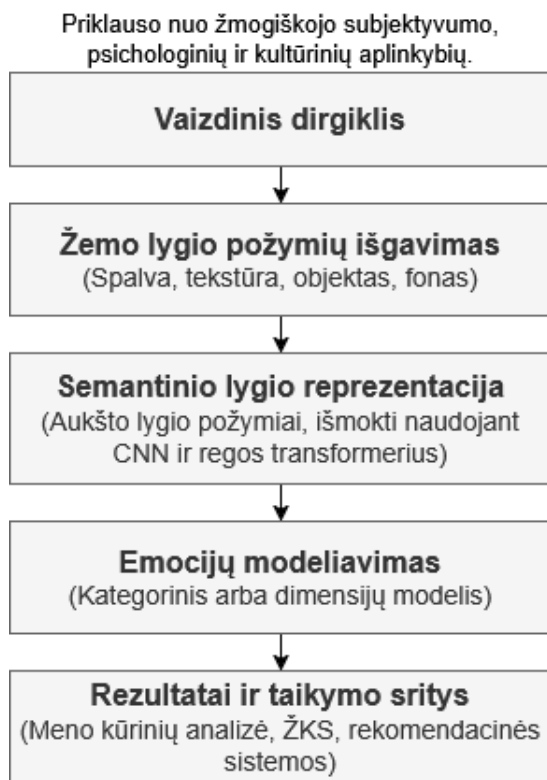 Priklauso nuo žmogiškojo subjektyvumo,
psichologinių ir kultūrinių aplinkybių.
Vaizdinis dirgiklis
Žemo lygio požymių išgavimas
(Spalva, tekstūra, objektas, fonas)
Semantinio lygio reprezentacija
(Aukšto lygio požymiai, išmokti naudojant
CNN ir regos transformerius)
Emocijų modeliavimas
(Kategorinis arba dimensijų modelis)
Rezultatai ir taikymo sritys
(Meno kūrinių analizė, ŽKS, rekomendacinės
sistemos)